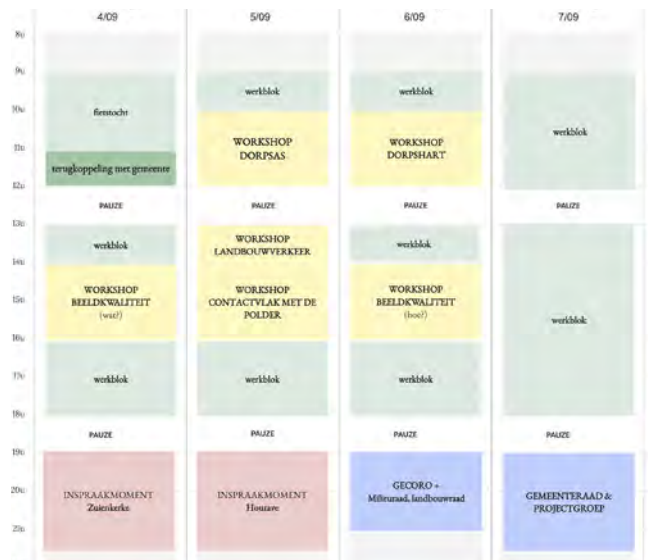 4/09 5/09 6/09 7/09
8u
9u
fietstocht werkblok werkblok werkblok
10u
WORKSHOP DORPSAS
WORKSHOP DORPSHART
11u
terugkoppeling met gemeente
12u
PAUZE PAUZE PAUZE PAUZE
13u
werkblok
WORKSHOP LANDBOUWVERKEER
werkblok
14u
WORKSHOP BEELDKWALITEIT
(wat?)
WORKSHOP CONTACTVLAK MET DE POLDER
WORKSHOP BEELDKWALITEIT
(hoe?)
15u
werkblok
16u
17u
werkblok werkblok werkblok
18u
PAUZE PAUZE PAUZE PAUZE
19u
INSPRAAKMOMENT
Zuienkerke
INSPRAAKMOMENT
Houtave
GECORO +
Milieuraad, landbouwraad
GEMEENTERAAD &
PROJECTGROEP
20u
21u